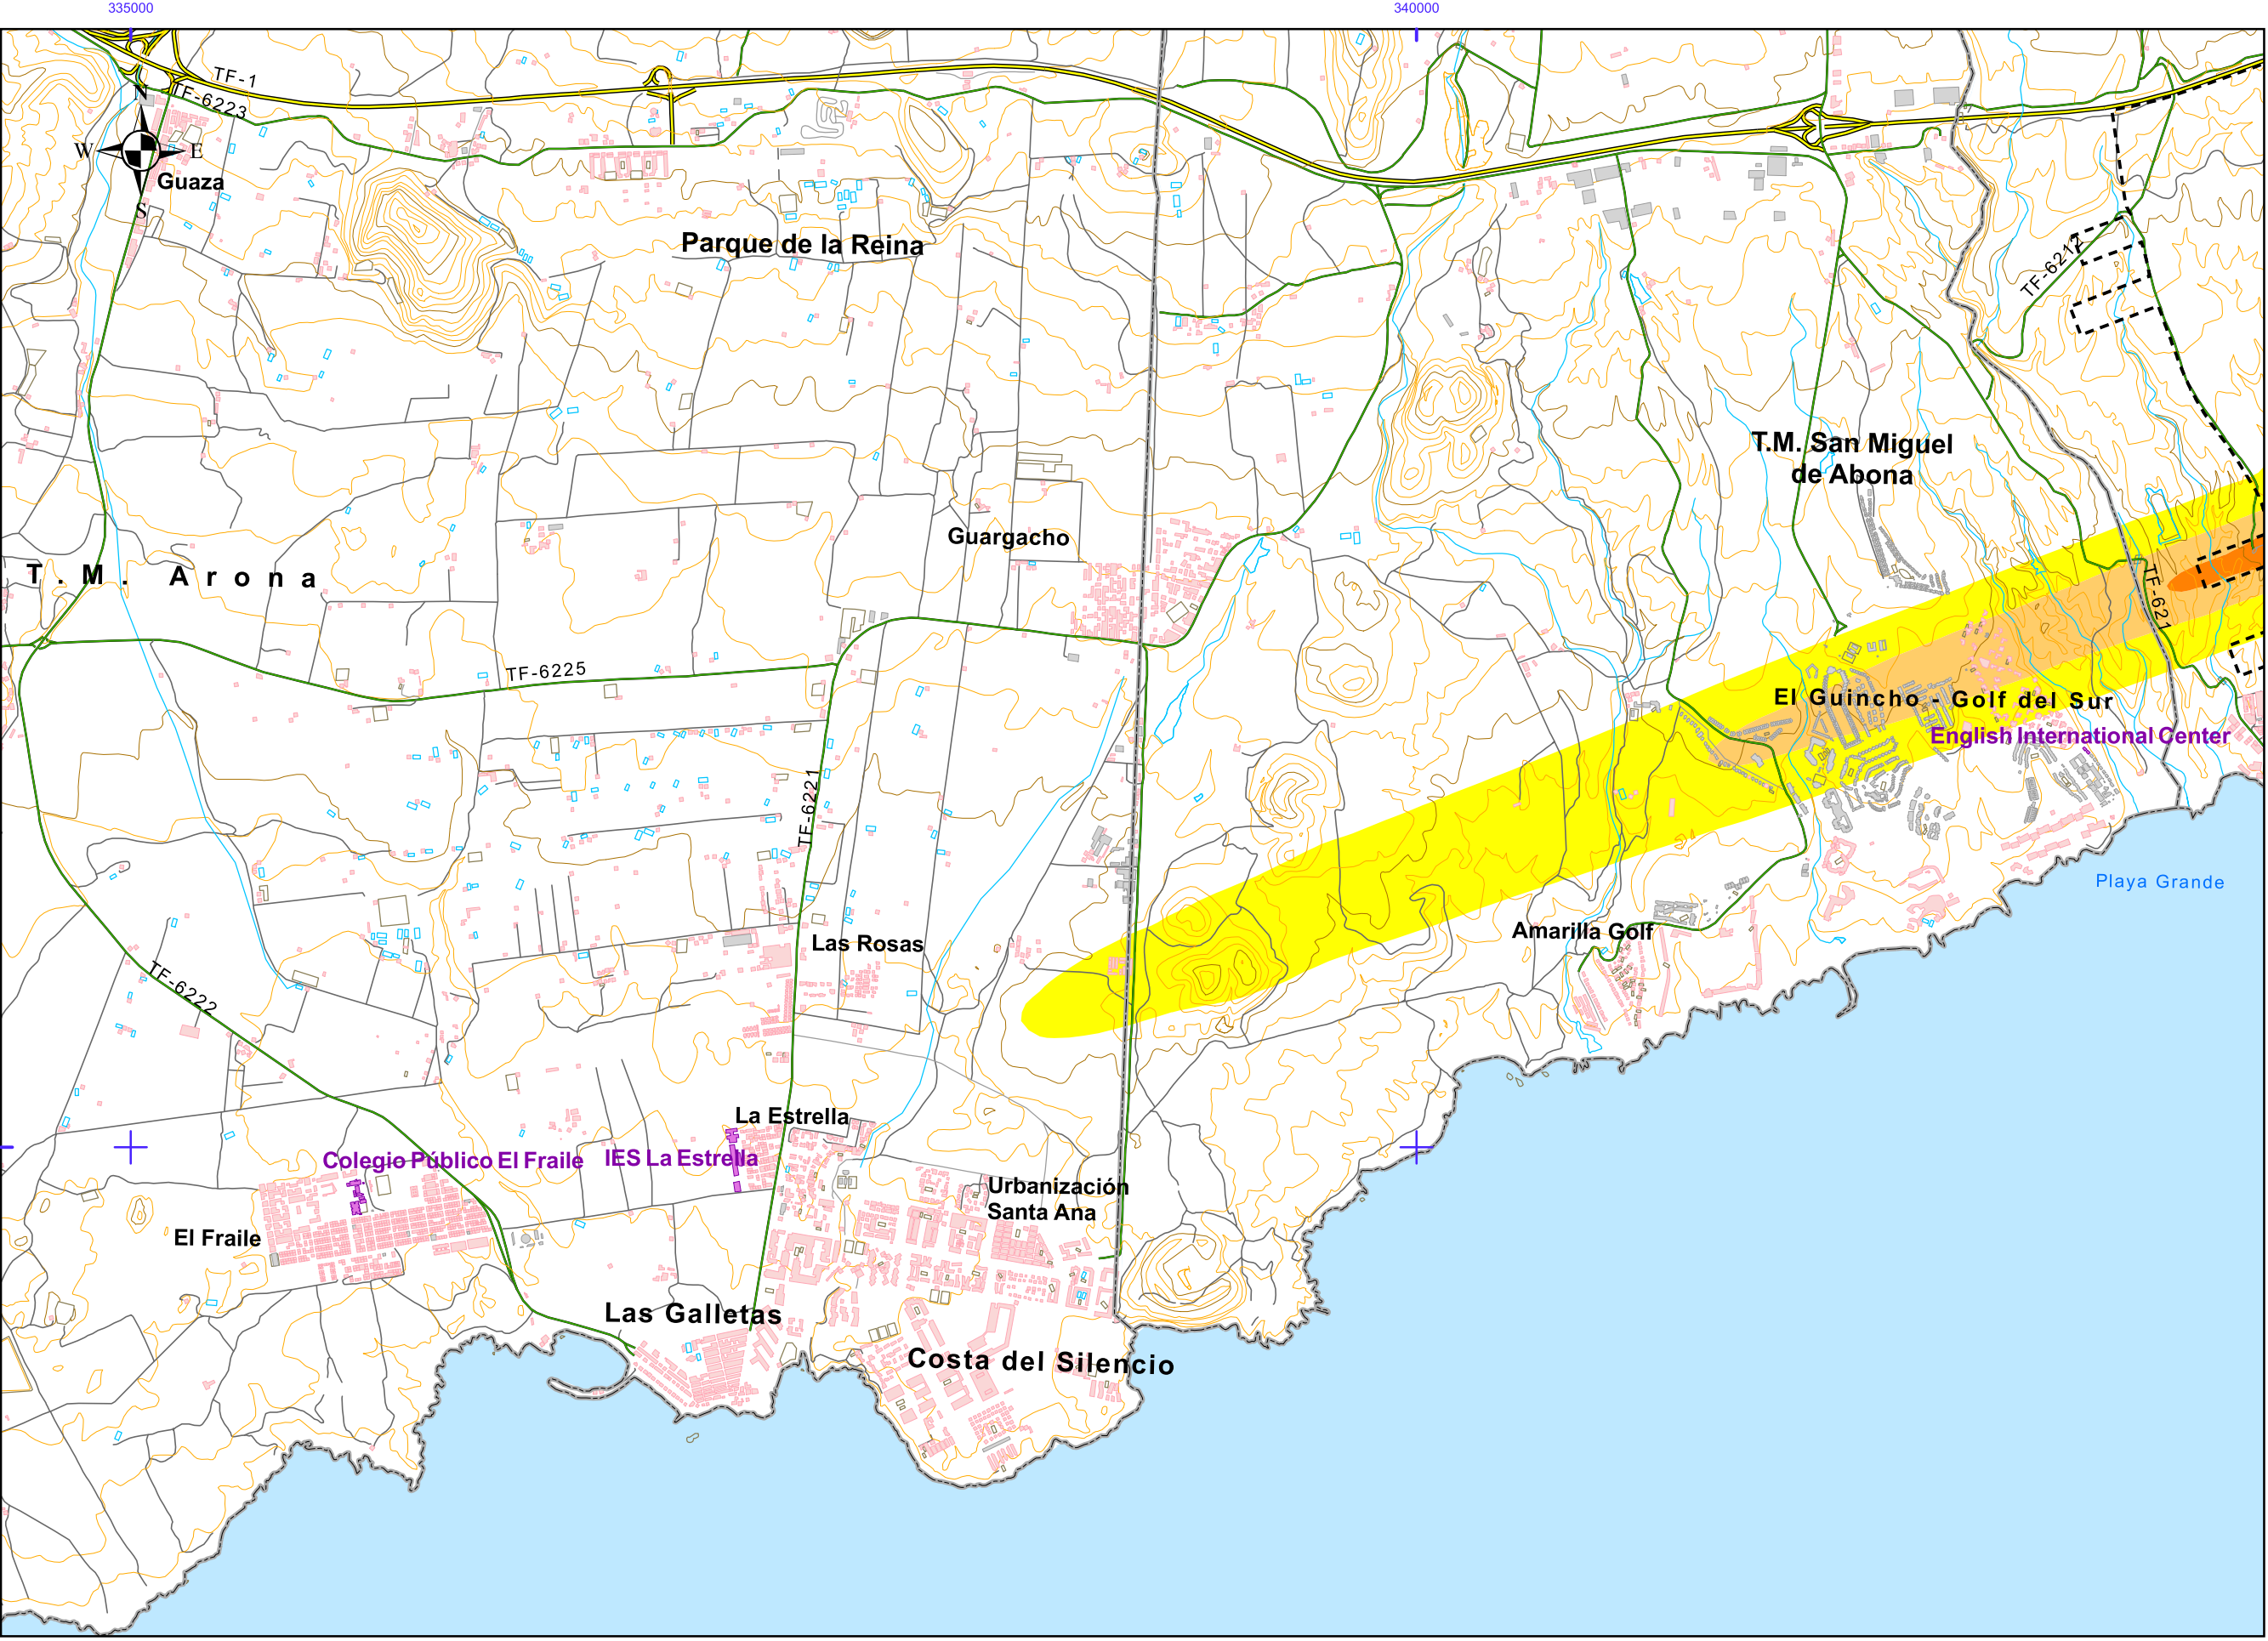 335000
340000
TF-1
TF-6223
N
W
E
S
Guaza
Parque de la Reina
TF-6212
T.M. San Miguel
de Abona
Guargacho
T. M. Arona
TF-621
TF-6225
El Guincho - Golf del Sur
English International Center
TF-6221
Playa Grande
Amarilla Golf
Las Rosas
TF-6222
La Estrella
Colegio Público El Fraile
IES La Estrella
Urbanización
Santa Ana
El Fraile
Las Galletas
Costa del Silencio